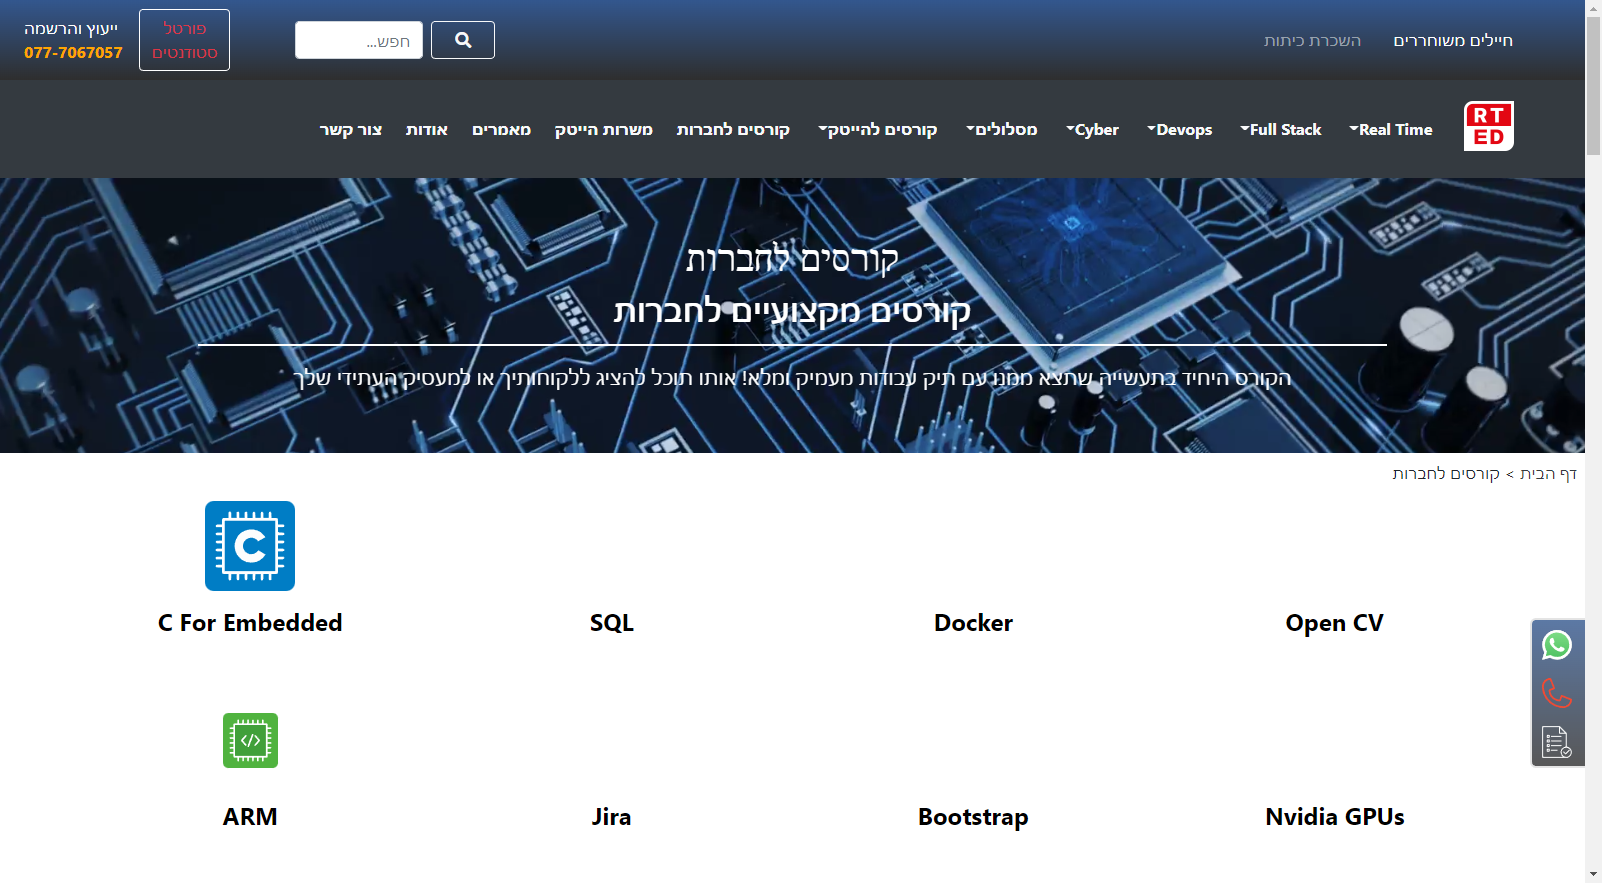 חיילים משוחררים
השכרת כיתות
חפש...
פורטל
סטודנטים
ייעוץ והרשמה
077-7067057
RT
ED
Real Time
Full Stack
Devops
Cyber
מסלולים
קורסים להייטק
קורסים לחברות
משרות הייטק
מאמרים
אודות
צור קשר
קורסים לחברות
קורסים מקצועיים לחברות
הקורס היחיד בתעשייה שתצא ממנו עם תיק עבודות מעמיק ומלא! אותו תוכל להציג ללקוחותיך או למעסיק העתידי שלך
דף הבית > קורסים לחברות
Open CV
Docker
SQL
C
C For Embedded
Nvidia GPUs
Bootstrap
Jira
</>
ARM